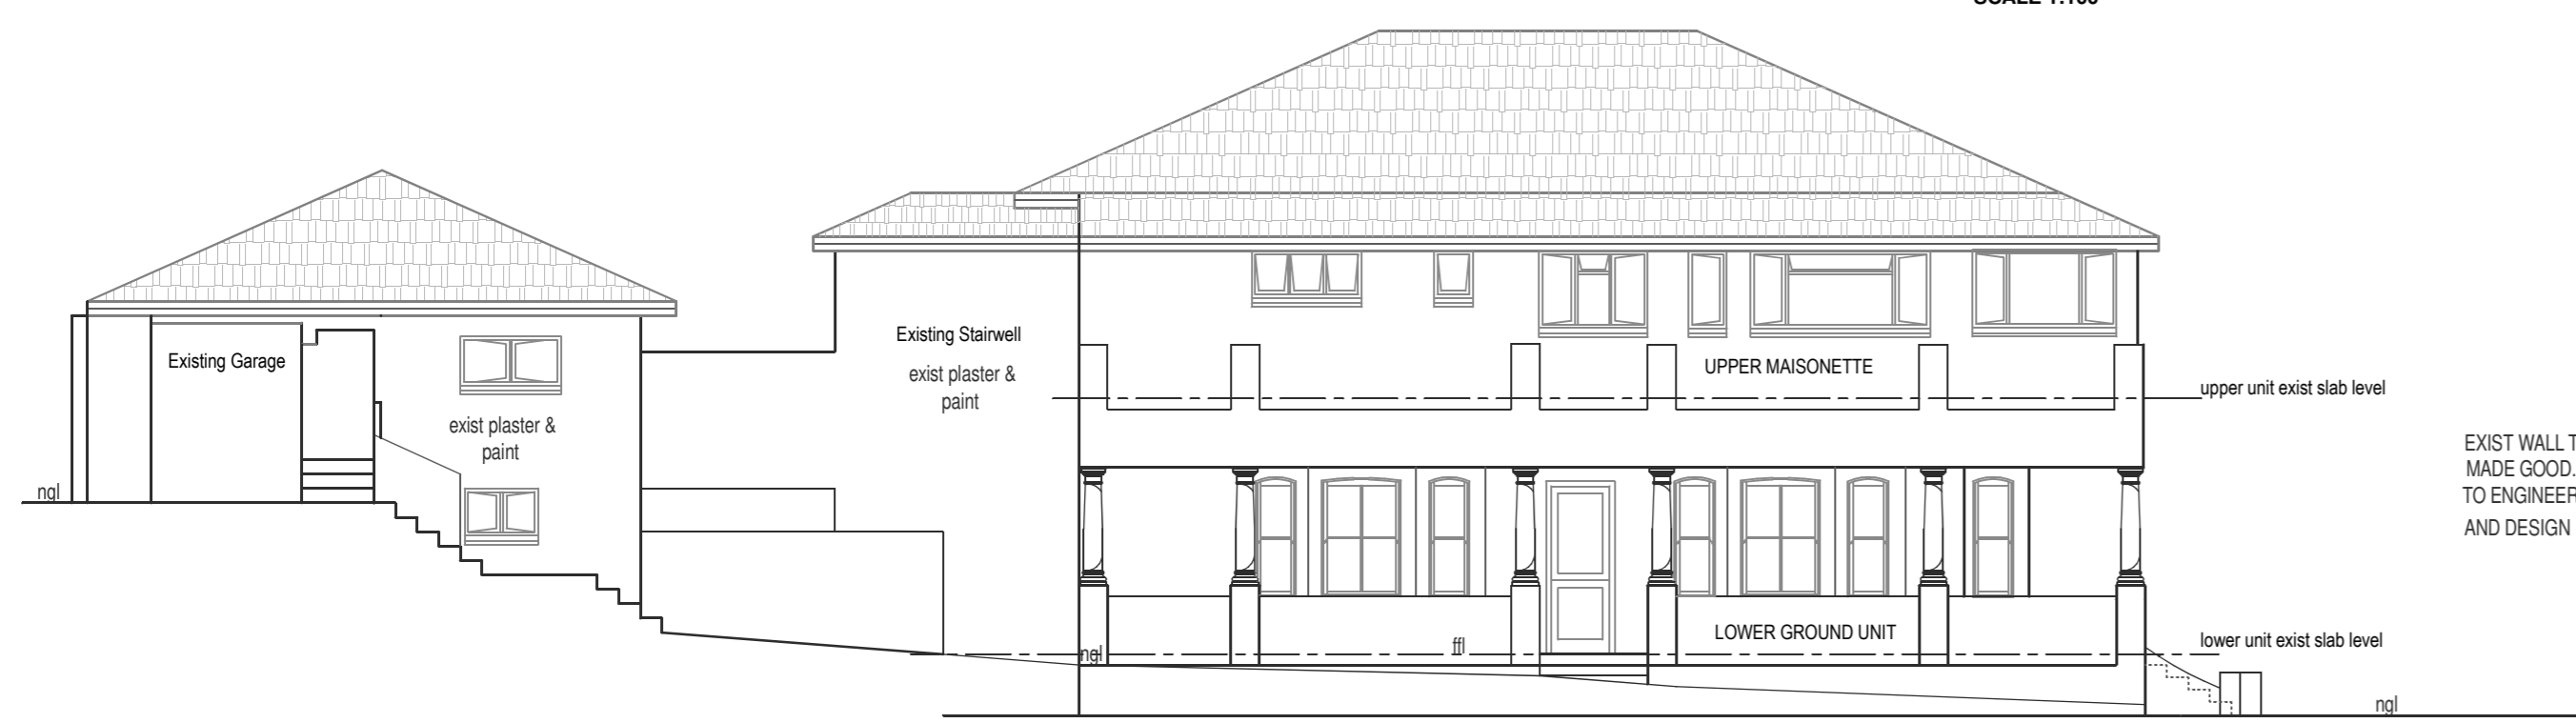 Existing Garage
exist plaster &
paint
ngl
Existing Stairwell
exist plaster &
paint
UPPER MAISONETTE
upper unit exist slab level
EXIST WALL
MADE GOOD.
TO ENGINEER
AND DESIGN
ngl
ffl
LOWER GROUND UNIT
lower unit exist slab level
ngl